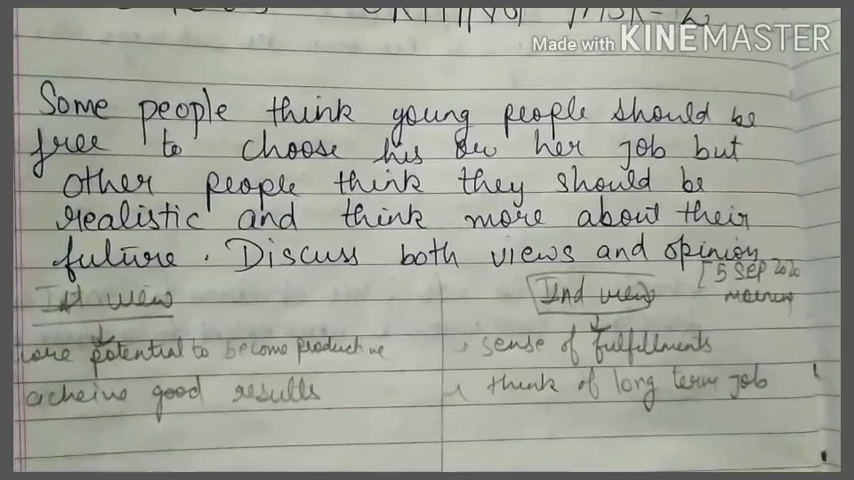 WRITING TASK-2
Made with KINEMASTER
Some people think young people should be
free to choose his or her job but
other people think they should be
realistic and think more about their
future. Discuss both views and opinion
[5 SEP 2020
Ist view
IInd view
potential to become productive
sense of fulfillments
acheive good results
think of long term job